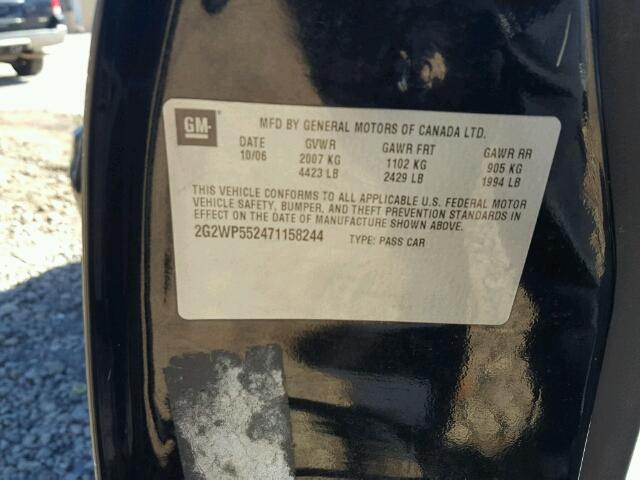 GM
MFD BY GENERAL MOTORS OF CANADA LTD.
DATE GVWR GAWR FRT GAWR RR
10/06 2007 KG 1102 KG 905 KG
4423 LB 2429 LB 1994 LB
THIS VEHICLE CONFORMS TO ALL APPLICABLE U.S. FEDERAL MOTOR
VEHICLE SAFETY, BUMPER, AND THEFT PREVENTION STANDARDS IN
EFFECT ON THE DATE OF MANUFACTURE SHOWN ABOVE.
2G2WP552471158244 TYPE: PASS CAR